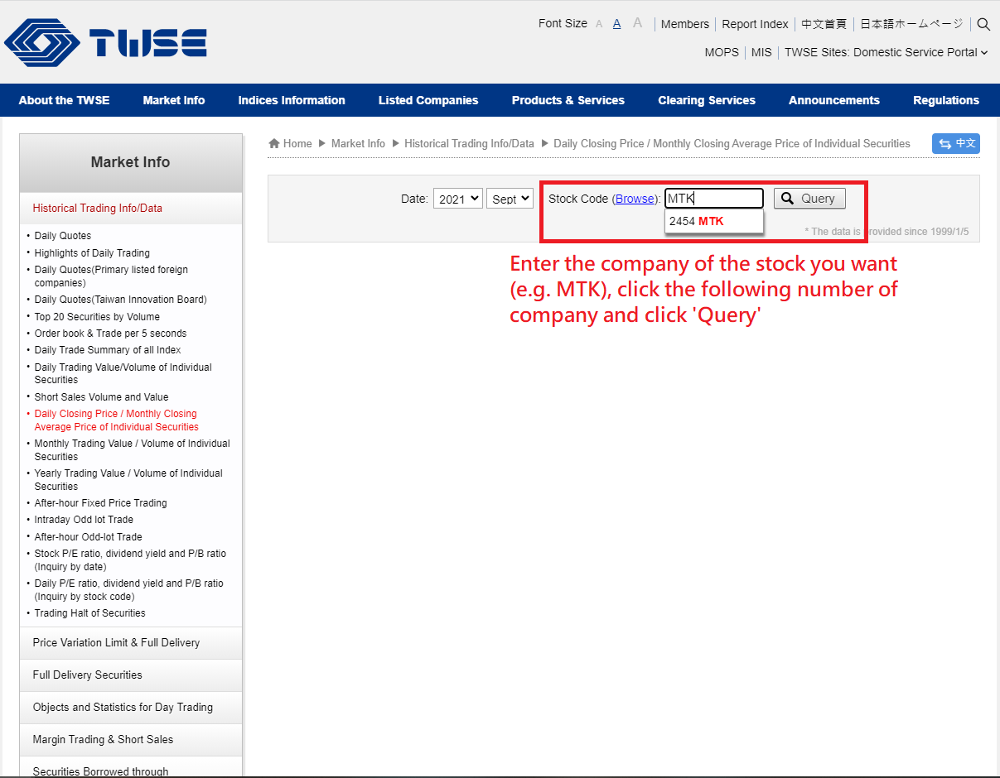 TWSE
Font Size A A A Members Report Index 中文首頁 日本語ホームページ
MOPS MIS TWSE Sites: Domestic Service Portal
About the TWSE Market Info Indices Information Listed Companies Products & Services Clearing Services Announcements Regulations
Market Info
Historical Trading Info/Data
• Daily Quotes
• Highlights of Daily Trading
• Daily Quotes(Primary listed foreign
companies)
• Daily Quotes(Taiwan Innovation Board)
• Top 20 Securities by Volume
• Order book & Trade per 5 seconds
• Daily Trade Summary of all Index
• Daily Trading Value/Volume of Individual
Securities
• Short Sales Volume and Value
• Daily Closing Price / Monthly Closing
Average Price of Individual Securities
• Monthly Trading Value / Volume of Individual
Securities
• Yearly Trading Value / Volume of Individual
Securities
• After-hour Fixed Price Trading
• Intraday Odd lot Trade
• After-hour Odd-lot Trade
• Stock P/E ratio, dividend yield and P/B ratio
(Inquiry by date)
• Daily P/E ratio, dividend yield and P/B ratio
(Inquiry by stock code)
• Trading Halt of Securities
Price Variation Limit & Full Delivery
Full Delivery Securities
Objects and Statistics for Day Trading
Margin Trading & Short Sales
Securities Borrowed through
Home Market Info Historical Trading Info/Data Daily Closing Price / Monthly Closing Average Price of Individual Securities 中文
Date: 2021 Sept Stock Code (Browse): MTK Query
2454 MTK
* The data is provided since 1999/1/5
Enter the company of the stock you want
(e.g. MTK), click the following number of
company and click 'Query'